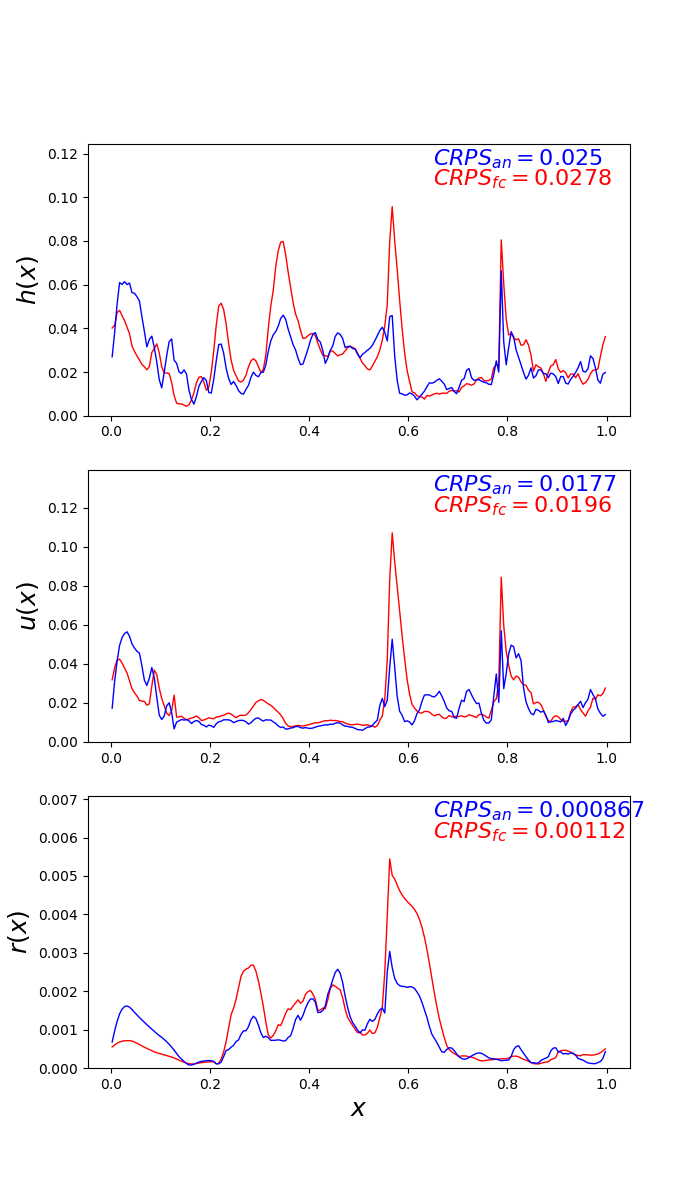 CRPS_an = 0.025
CRPS_fc = 0.0278
0.12
0.10
0.08
0.06
0.04
0.02
0.00
h(x)
0.0 0.2 0.4 0.6 0.8 1.0
CRPS_an = 0.0177
CRPS_fc = 0.0196
0.12
0.10
0.08
0.06
0.04
0.02
0.00
u(x)
0.0 0.2 0.4 0.6 0.8 1.0
CRPS_an = 0.000867
CRPS_fc = 0.00112
0.007
0.006
0.005
0.004
0.003
0.002
0.001
0.000
r(x)
0.0 0.2 0.4 0.6 0.8 1.0
x